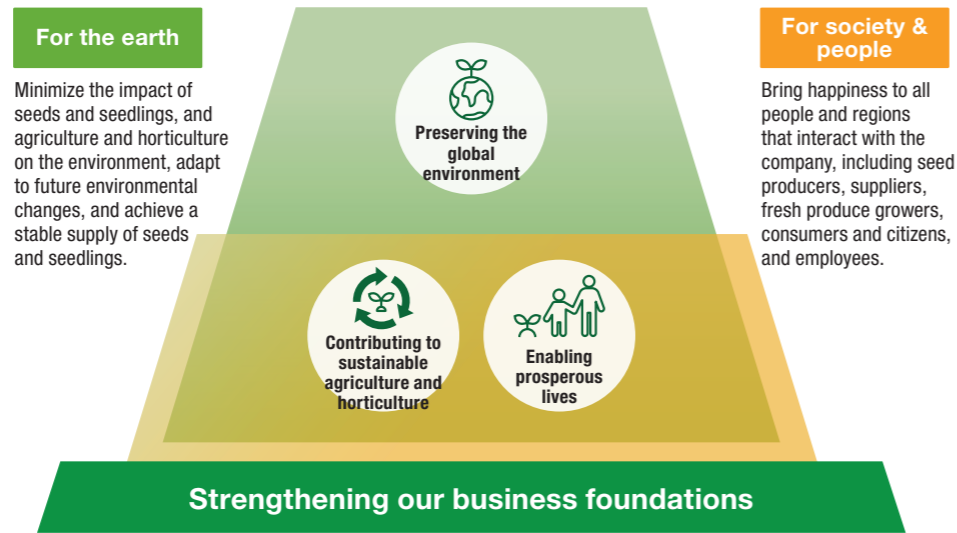 For the earth
Minimize the impact of
seeds and seedlings, and
agriculture and horticulture
on the environment, adapt
to future environmental
changes, and achieve a
stable supply of seeds
and seedlings.
For society &
people
Bring happiness to all
people and regions
that interact with the
company, including seed
producers, suppliers,
fresh produce growers,
consumers and citizens,
and employees.
Preserving the
global
environment
Contributing to
sustainable
agriculture and
horticulture
Enabling
prosperous
lives
Strengthening our business foundations